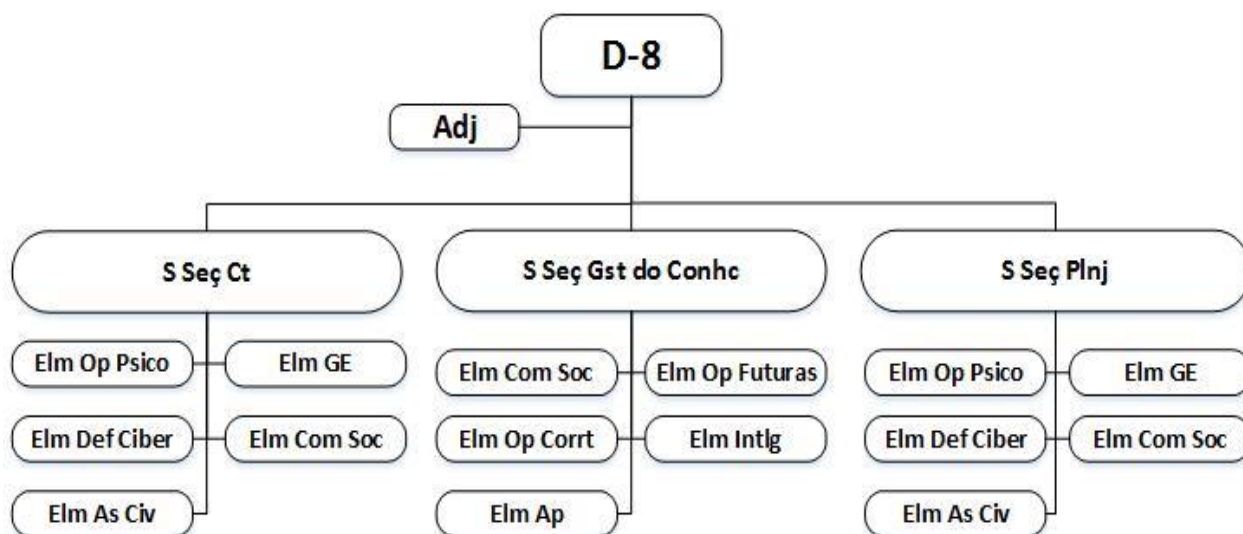 D-8
Adj
S Seç Ct
S Seç Gst do Conhc
S Seç Plnj
Elm Op Psico
Elm GE
Elm Def Ciber
Elm Com Soc
Elm As Civ
Elm Com Soc
Elm Op Futuras
Elm Op Corrt
Elm Intlg
Elm Ap
Elm Op Psico
Elm GE
Elm Def Ciber
Elm Com Soc
Elm As Civ